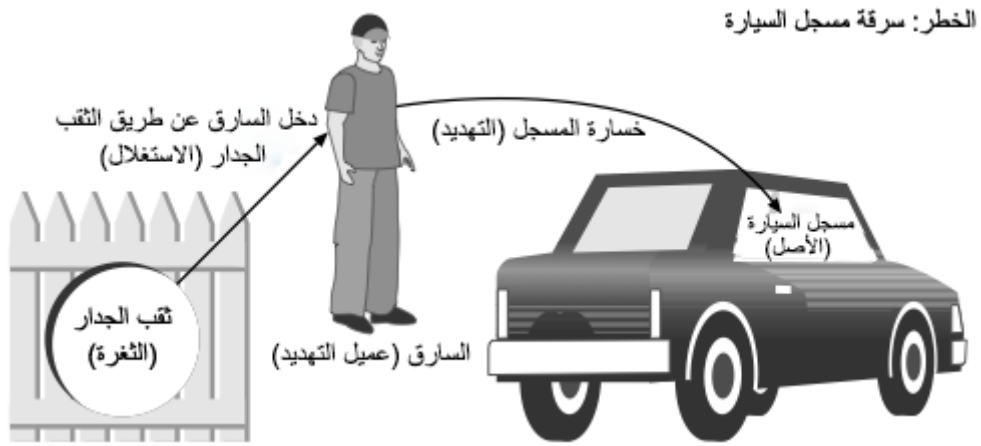 الخطر: سرقة مسجل السيارة
دخل السارق عن طريق الثقب
الجدار (الاستغلال)
خسارة المسجل (التهديد)
مسجل السيارة
(الأصل)
ثقب الجدار
(الثغرة)
السارق (عميل التهديد)